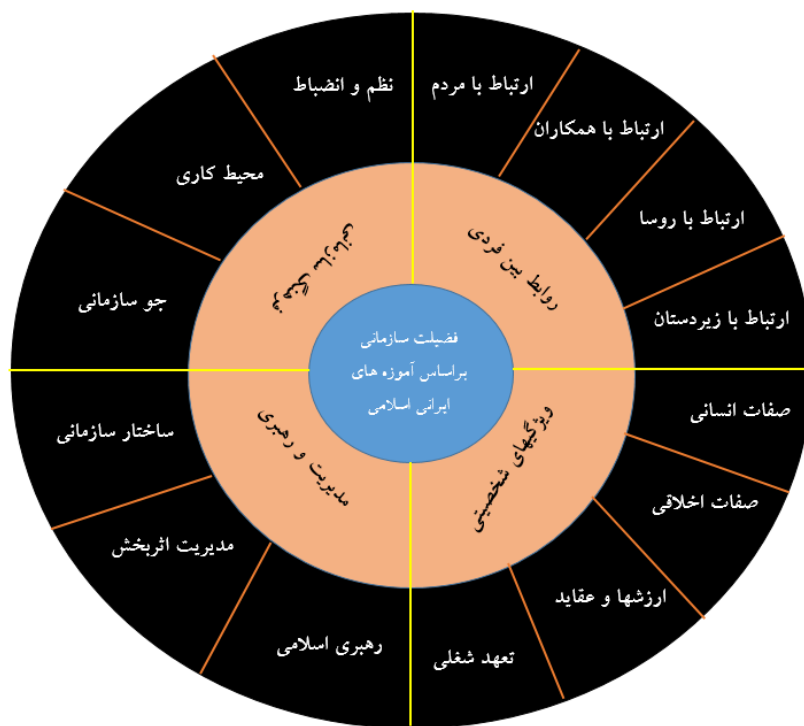 فضیلت سازمانی
براساس آموزه های
ایرانی اسلامی
روابط بین فردی
ارتباط با مردم
ارتباط با همکاران
ارتباط با روسا
ارتباط با زیردستان
ویژگیهای شخصیتی
صفات انسانی
صفات اخلاقی
ارزشها و عقاید
تعهد شغلی
مدیریت و رهبری
رهبری اسلامی
مدیریت اثربخش
ساختار سازمانی
فرهنگ سازمانی
جو سازمانی
محیط کاری
نظم و انضباط